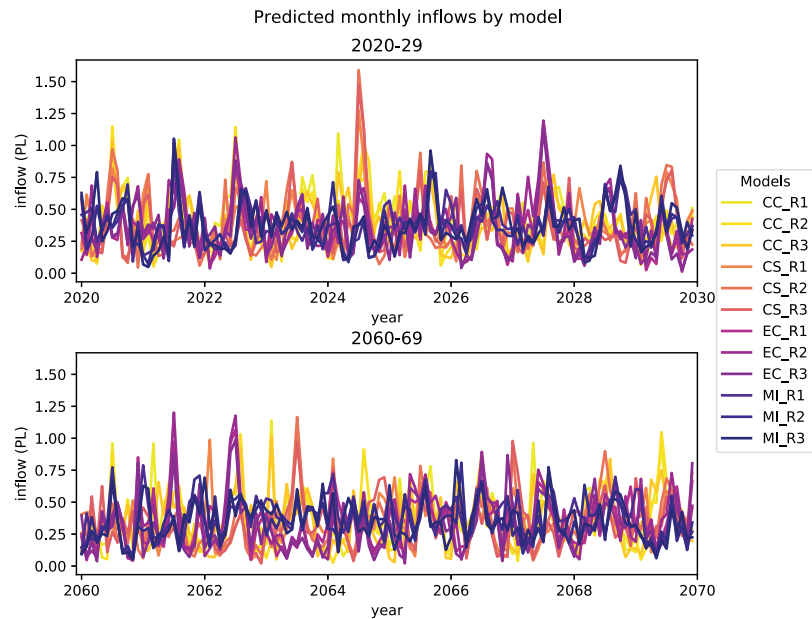 Predicted monthly inflows by model
2020-29
1.50
1.25
1.00
0.75
0.50
0.25
0.00
inflow (PL)
2020 2022 2024 2026 2028 2030
year
2060-69
1.50
1.25
1.00
0.75
0.50
0.25
0.00
inflow (PL)
2060 2062 2064 2066 2068 2070
year
Models
CC_R1
CC_R2
CC_R3
CS_R1
CS_R2
CS_R3
EC_R1
EC_R2
EC_R3
MI_R1
MI_R2
MI_R3